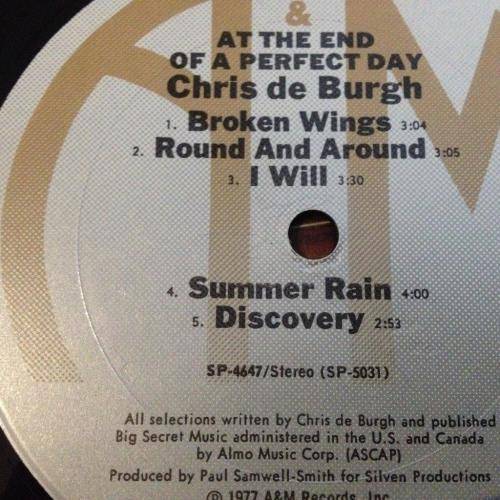 &
AT THE END
OF A PERFECT DAY
Chris de Burgh
1. Broken Wings 3:04
2. Round And Around 3:05
3. I Will 3:30
4. Summer Rain 4:00
5. Discovery 2:53
SP-4647/Stereo (SP-5031)
All selections written by Chris de Burgh and published
Big Secret Music administered in the U.S. and Canada
by Almo Music Corp. (ASCAP)
Produced by Paul Samwell-Smith for Silven Productions
℗ 1977 A&M Records, Inc.